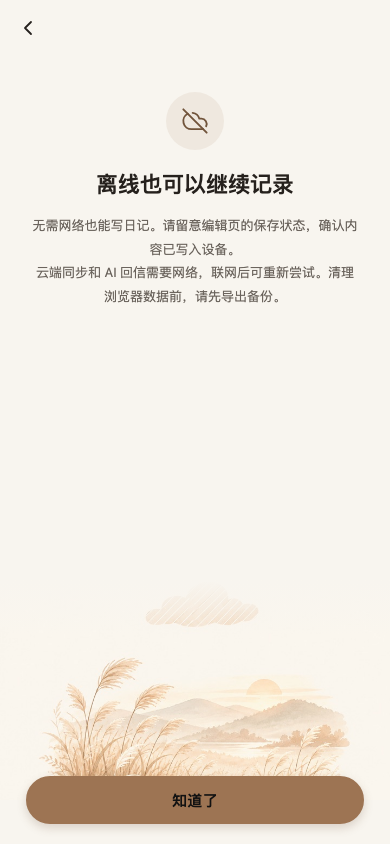 离线也可以继续记录
无需网络也能写日记。请留意编辑页的保存状态，确认内
容已写入设备。
云端同步和 AI 回信需要网络，联网后可重新尝试。清理
浏览器数据前，请先导出备份。
知道了